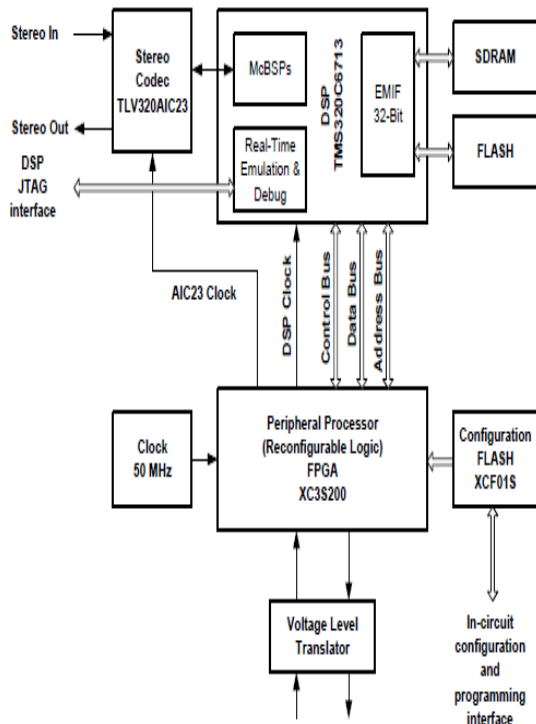 Stereo In
Stereo
Codec
TLV320AIC23
Stereo Out
DSP
JTAG
interface
McBSPs
Real-Time
Emulation &
Debug
DSP
TMS320C6713
EMIF
32-Bit
SDRAM
FLASH
AIC23 Clock
DSP Clock
Control Bus
Data Bus
Address Bus
Clock
50 MHz
Peripheral Processor
(Reconfigurable Logic)
FPGA
XC3S200
Configuration
FLASH
XCF01S
Voltage Level
Translator
In-circuit
configuration
and
programming
interface